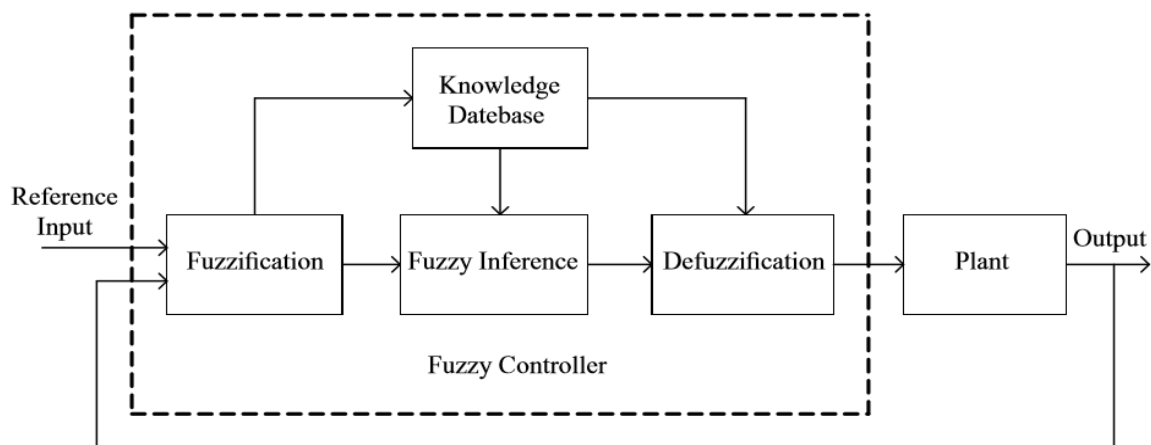 Knowledge
Datebase
Reference
Input
Fuzzification
Fuzzy Inference
Defuzzification
Plant
Output
Fuzzy Controller